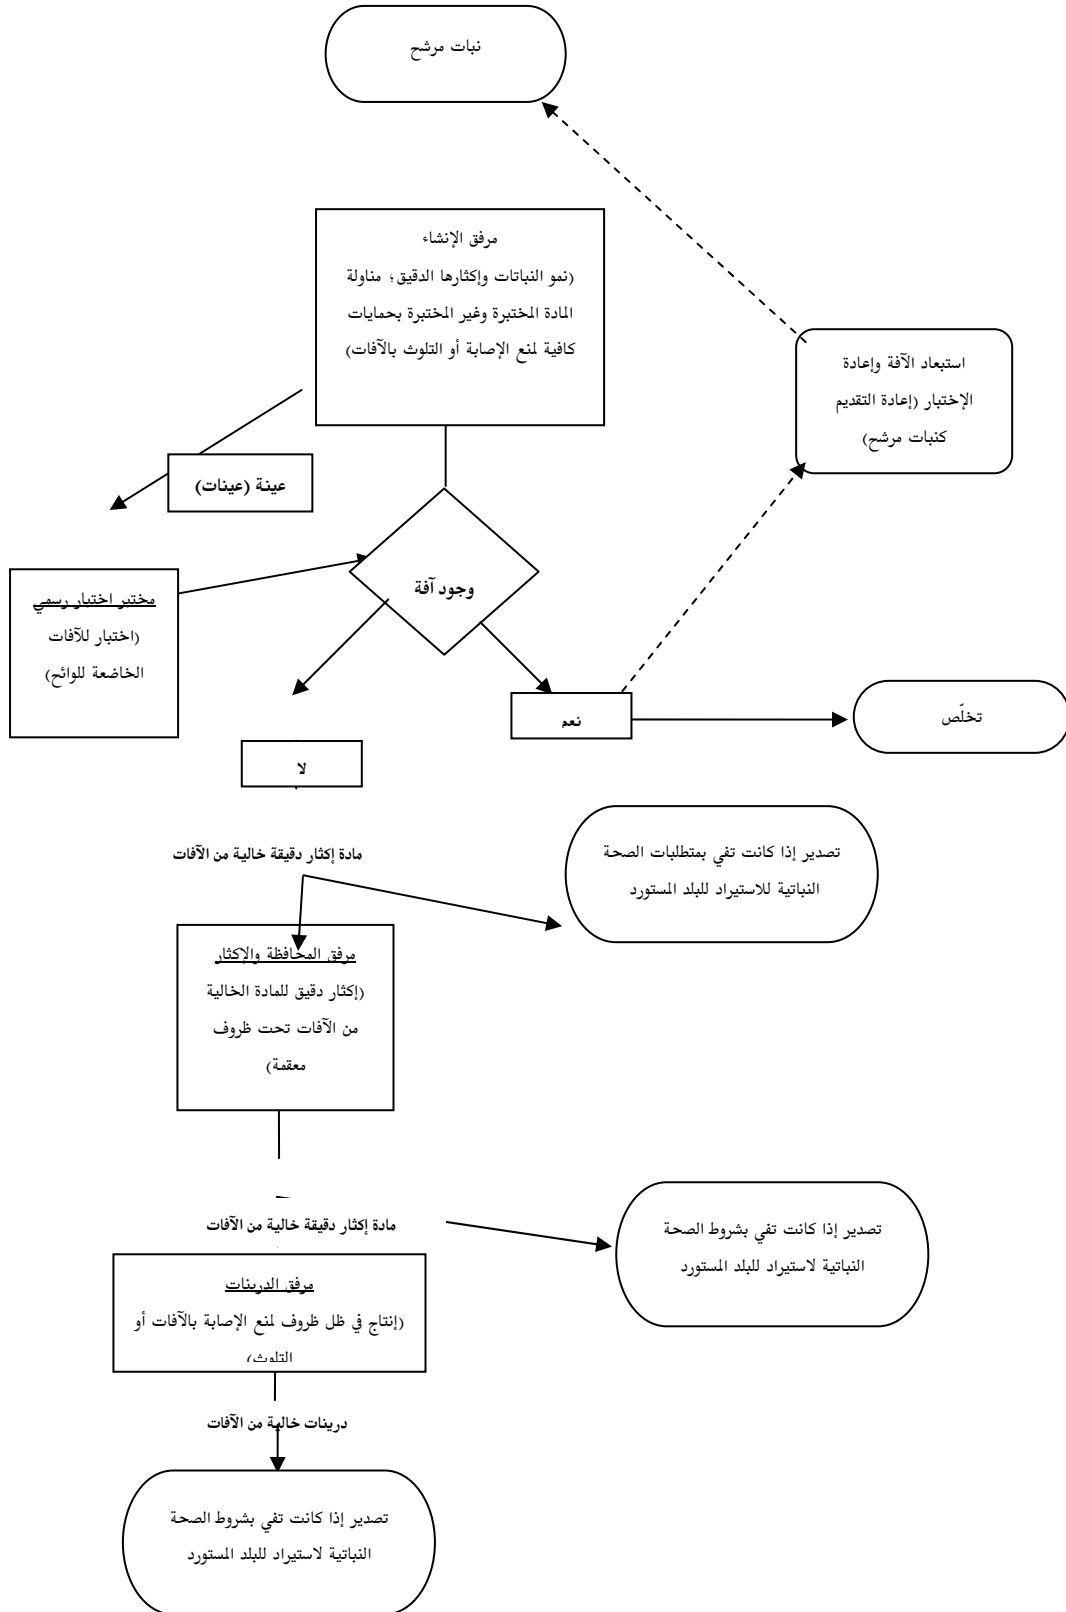 نبات مرشح
مرفق الإنشاء
(نمو النباتات وإكثارها الدقيق؛ مناولة
المادة المختبرة وغير المختبرة بحمايات
كافية لمنع الإصابة أو التلوث بالآفات)
استبعاد الآفة وإعادة
الإختبار (إعادة التقديم
كنبات مرشح)
عينة (عينات)
وجود آفة
مختبر اختبار رسمي
(اختبار للآفات
الخاضعة للوائح)
نعم
تخلّص
لا
مادة إكثار دقيقة خالية من الآفات
تصدير إذا كانت تفي بمتطلبات الصحة
النباتية للاستيراد للبلد المستورد
مرفق المحافظة والإكثار
(إكثار دقيق للمادة الخالية
من الآفات تحت ظروف
معقمة)
مادة إكثار دقيقة خالية من الآفات
تصدير إذا كانت تفي بشروط الصحة
النباتية لاستيراد للبلد المستورد
مرفق الدرينات
(إنتاج في ظل ظروف لمنع الإصابة بالآفات أو
التلوث)
درينات خالية من الآفات
تصدير إذا كانت تفي بشروط الصحة
النباتية لاستيراد للبلد المستورد